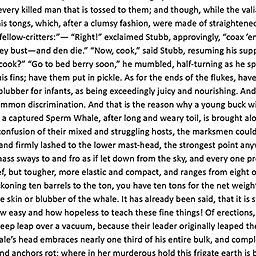 every killed man that is tossed to them; and though, while the vali
his tongs, which, after a clumsy fashion, were made of straightene
fellow-critters:"— "Right!" exclaimed Stubb, approvingly, "coax 'en
ey bust—and den die." "Now, cook," said Stubb, resuming his supp
cook?" "Go to bed berry soon," he mumbled, half-turning as he sp
his fins; have them put in pickle. As for the ends of the flukes, have
blubber for infants, as being exceedingly juicy and nourishing. And
mmon discrimination. And that is the reason why a young buck wi
a captured Sperm Whale, after long and weary toil, is brought alo
confusion of their mixed and struggling hosts, the marksmen could
and firmly lashed to the lower mast-head, the strongest point anyw
mass sways to and fro as if let down from the sky, and every one pro
ef, but tougher, more elastic and compact, and ranges from eight o
ckoning ten barrels to the ton, you have ten tons for the net weight
e skin or blubber of the whale. It has already been said, that it is st
w easy and how hopeless to teach these fine things! Of erections,
eep leap over a vacuum, because their leader originally leaped the
ale's head embraces nearly one third of his entire bulk, and compl
nd anchors rot; where in her murderous hold this frigate earth is b